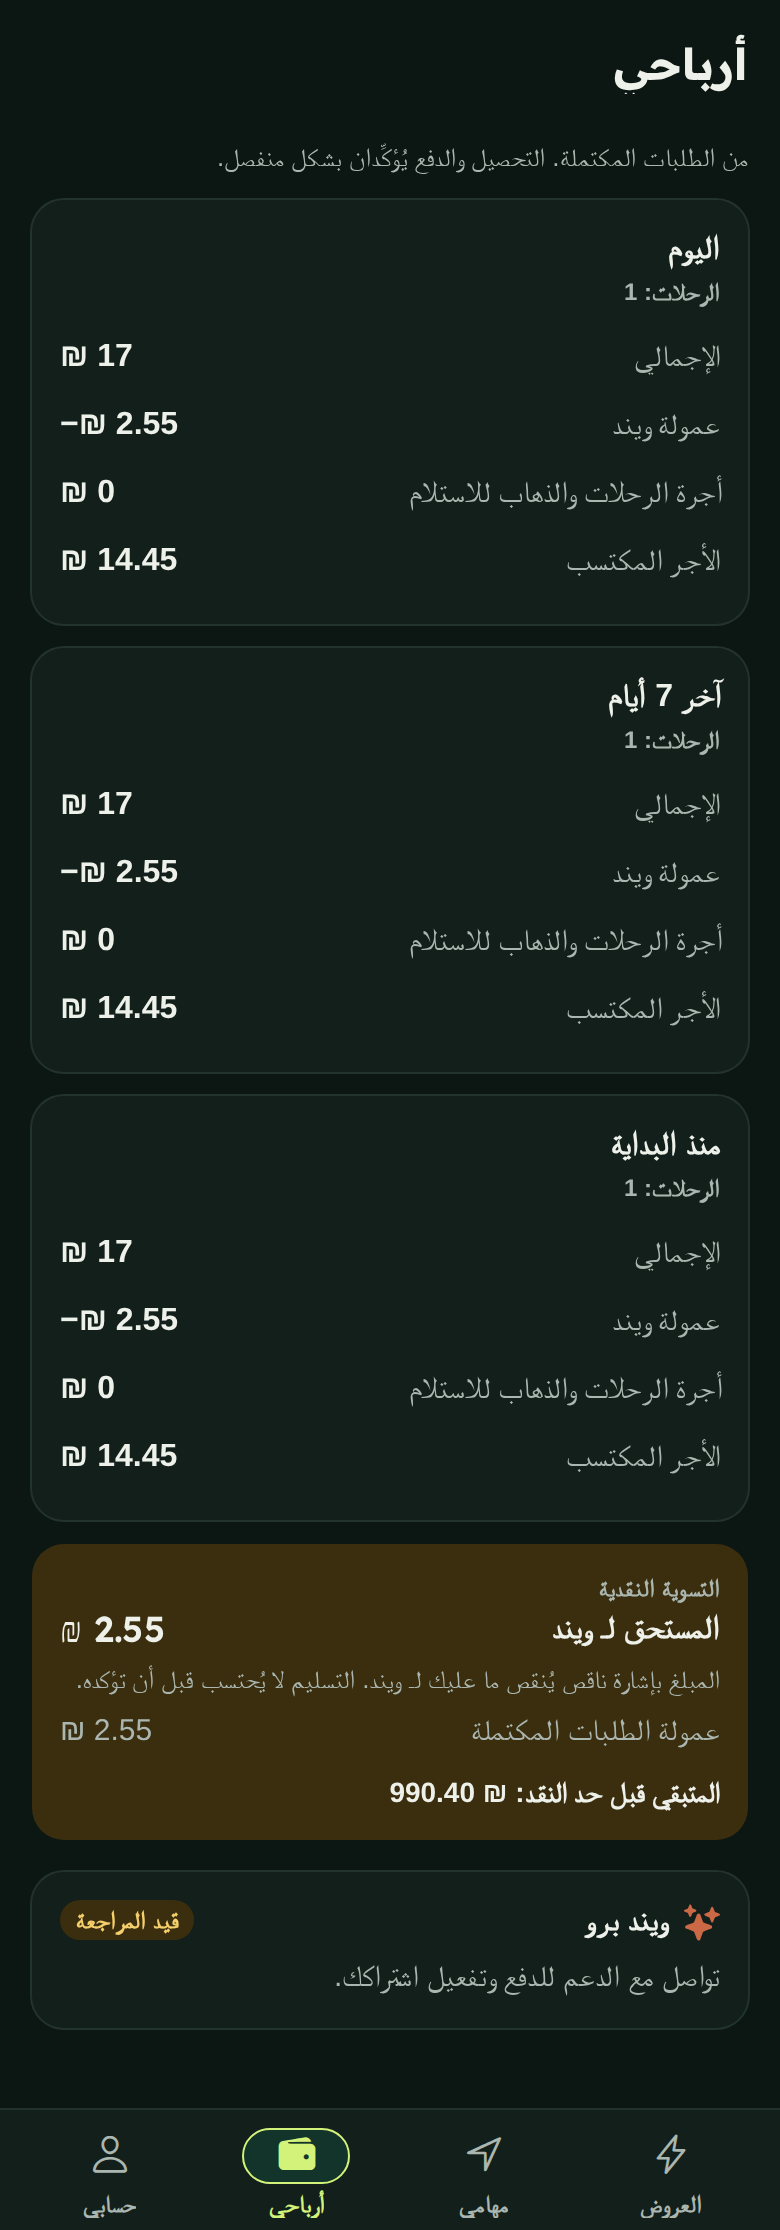 أرباحي
من الطلبات المكتملة. التحصيل والدفع يُؤكَّدان بشكل منفصل.
اليوم
الرحلات: 1
الإجمالي ₪ 17
عمولة ويند −₪ 2.55
أجرة الرحلات والذهاب للاستلام ₪ 0
الأجر المكتسب ₪ 14.45
آخر 7 أيام
الرحلات: 1
الإجمالي ₪ 17
عمولة ويند −₪ 2.55
أجرة الرحلات والذهاب للاستلام ₪ 0
الأجر المكتسب ₪ 14.45
منذ البداية
الرحلات: 1
الإجمالي ₪ 17
عمولة ويند −₪ 2.55
أجرة الرحلات والذهاب للاستلام ₪ 0
الأجر المكتسب ₪ 14.45
التسوية النقدية
المستحق لـ ويند ₪ 2.55
المبلغ بإشارة ناقص يُنقص ما عليك لـ ويند. التسليم لا يُحتسب قبل أن تؤكده.
عمولة الطلبات المكتملة ₪ 2.55
المتبقي قبل حد النقد: ₪ 990.40
ويند برو قيد المراجعة
تواصل مع الدعم للدفع وتفعيل اشتراكك.
العروض مهامي أرباحي حسابي